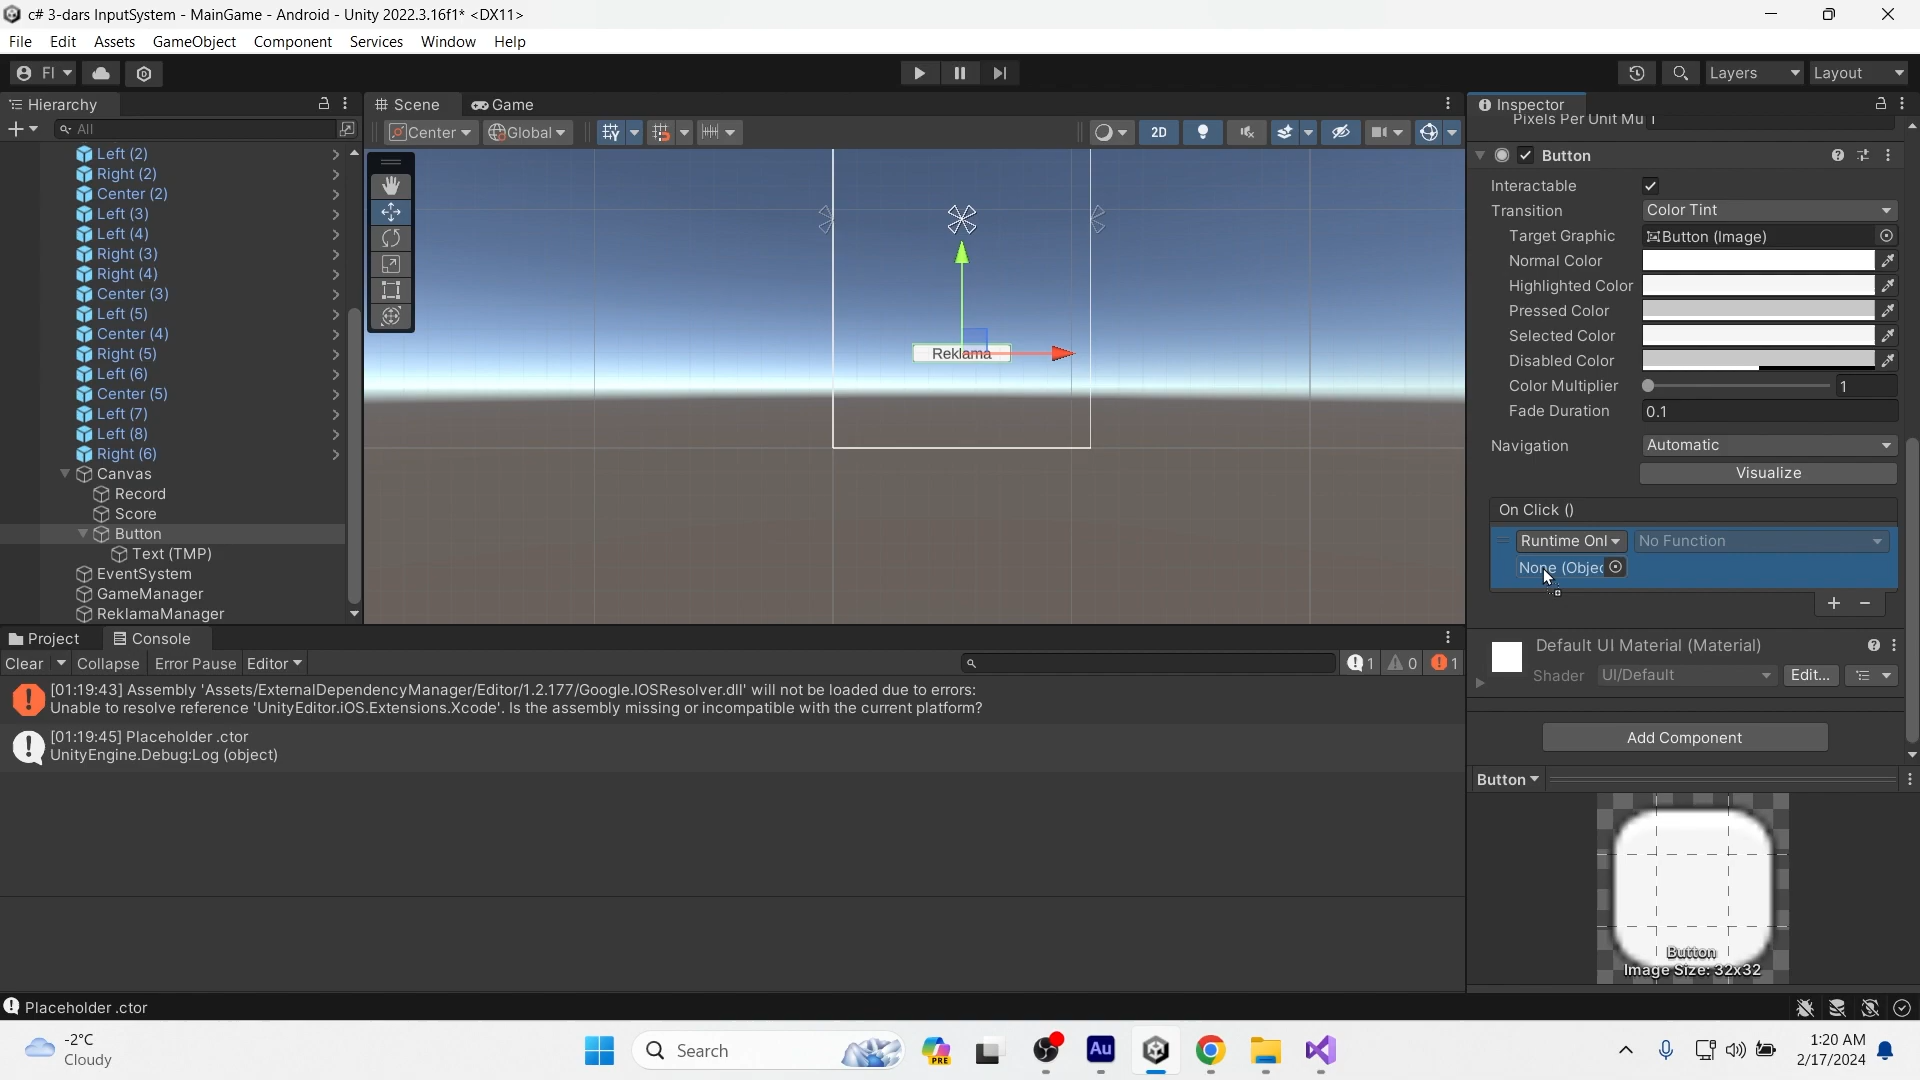 c# 3-dars InputSystem - MainGame - Android - Unity 2022.3.16f1* <DX11>
File Edit Assets GameObject Component Services Window Help
FI Layers Layout
Hierarchy Scene Game Inspector
All Center Global 2D Pixels Per Unit Mu 1
Left (2)
Right (2)
Center (2)
Left (3)
Left (4)
Right (3)
Right (4)
Center (3)
Left (5)
Center (4)
Right (5)
Left (6)
Center (5)
Left (7)
Left (8)
Right (6)
Canvas
Record
Score
Button
Text (TMP)
EventSystem
GameManager
ReklamaManager
Reklama
Button
Interactable
Transition Color Tint
Target Graphic Button (Image)
Normal Color
Highlighted Color
Pressed Color
Selected Color
Disabled Color
Color Multiplier 1
Fade Duration 0.1
Navigation Automatic
Visualize
On Click ()
Runtime Onl No Function
None (Objec
Default UI Material (Material)
Shader UI/Default Edit...
Add Component
Button
Button
Image Size: 32x32
Project Console
Clear Collapse Error Pause Editor 1 0 1
[01:19:43] Assembly 'Assets/ExternalDependencyManager/Editor/1.2.177/Google.IOSResolver.dll' will not be loaded due to errors:
Unable to resolve reference 'UnityEditor.iOS.Extensions.Xcode'. Is the assembly missing or incompatible with the current platform?
[01:19:45] Placeholder .ctor
UnityEngine.Debug:Log (object)
Placeholder .ctor
-2°C
Cloudy
Search
PRE
Au
1:20 AM
2/17/2024